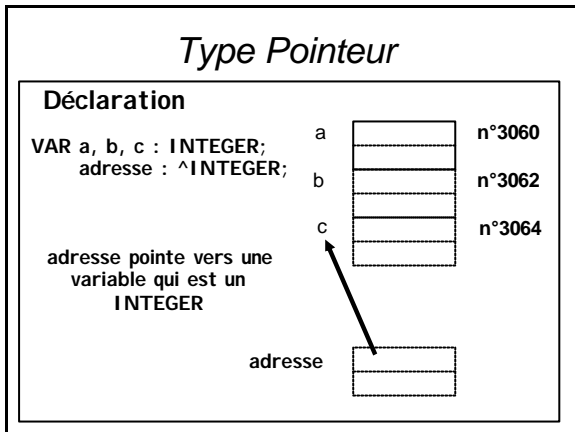 Type Pointeur
Déclaration
VAR a, b, c : INTEGER;
adresse : ^INTEGER;
a
n°3060
b
n°3062
c
n°3064
adresse pointe vers une
variable qui est un
INTEGER
adresse